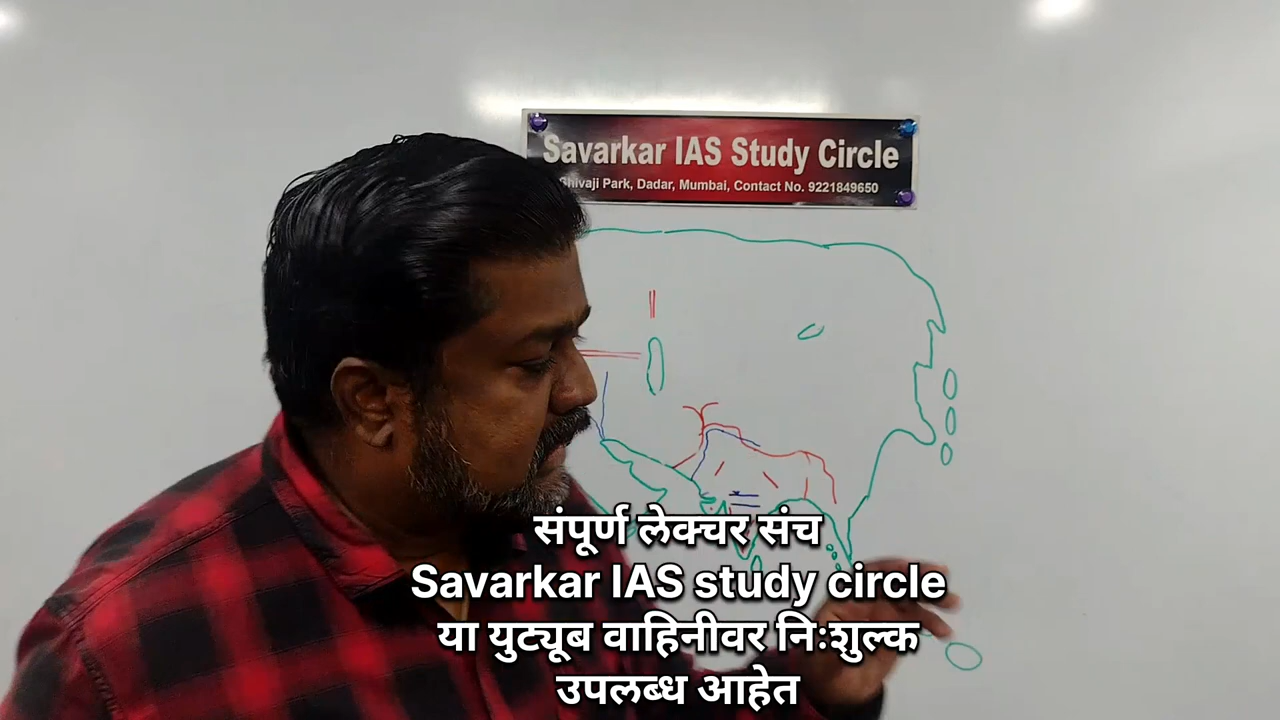 Savarkar IAS Study Circle
Shivaji Park, Dadar, Mumbai, Contact No. 9221849650
संपूर्ण लेक्चर संच
Savarkar IAS study circle
या युट्यूब वाहिनीवर निःशुल्क
उपलब्ध आहेत